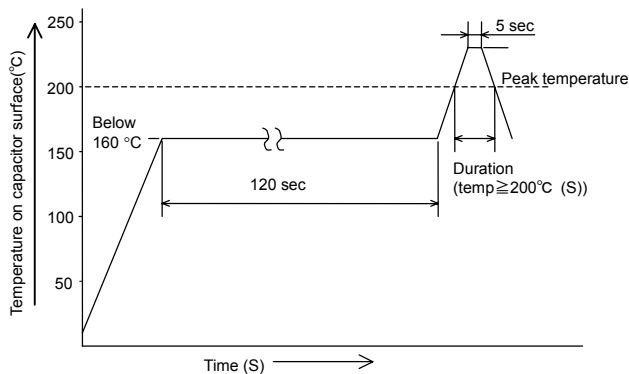 250
5 sec
200
Peak temperature
Below
160 °C
150
Duration
(temp≧200℃ (S))
120 sec
100
50
Temperature on capacitor surface(℃)
Time (S)